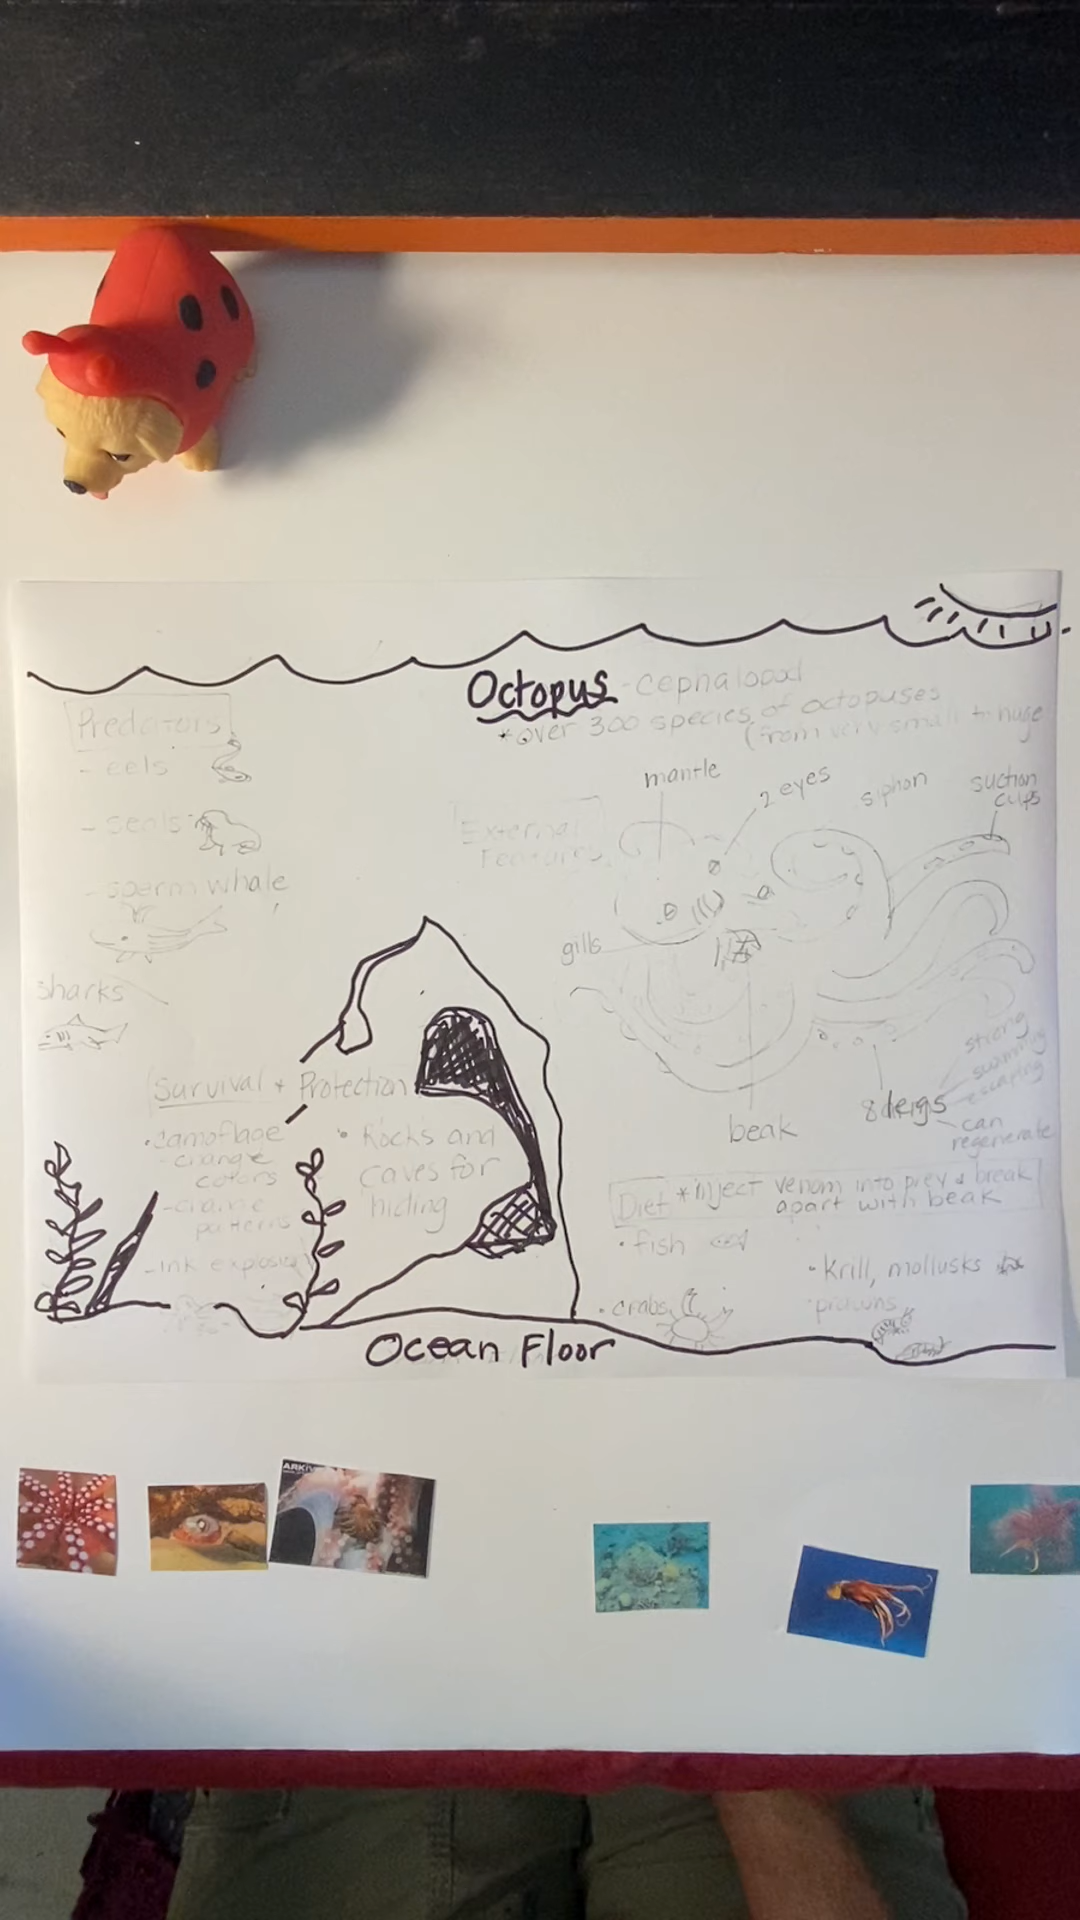 Octopus - cephalopod
*over 300 species of octopuses
(from very small to huge
Predators
- eels
- seals
- sperm whale
sharks
External
Features
mantle
2 eyes
siphon
suction
cups
gills
beak
8 legs
strong
swimming
escaping
can
regenerate
Survival + Protection
•camoflage
-change
colors
patterns
-ink
• Rocks and
caves for
hiding
Diet *inject venom into prey & break
apart with beak
• fish
• crabs
• Krill, mollusks
• prawns
Ocean Floor
ARKive